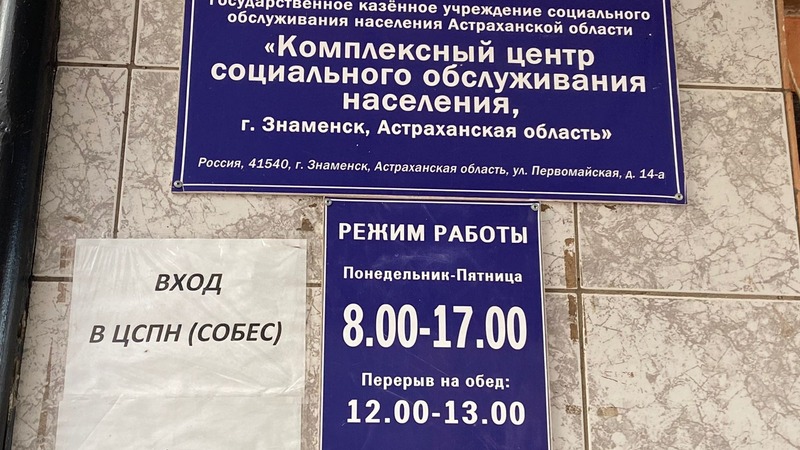 Государственное казённое учреждение социального
обслуживания населения Астраханской области
«Комплексный центр
социального обслуживания
населения,
г. Знаменск, Астраханская область»
Россия, 41540, г. Знаменск, Астраханская область, ул. Первомайская, д. 14-а
РЕЖИМ РАБОТЫ
Понедельник-Пятница
8.00-17.00
Перерыв на обед:
12.00-13.00
ВХОД
В ЦСПН (СОБЕС)